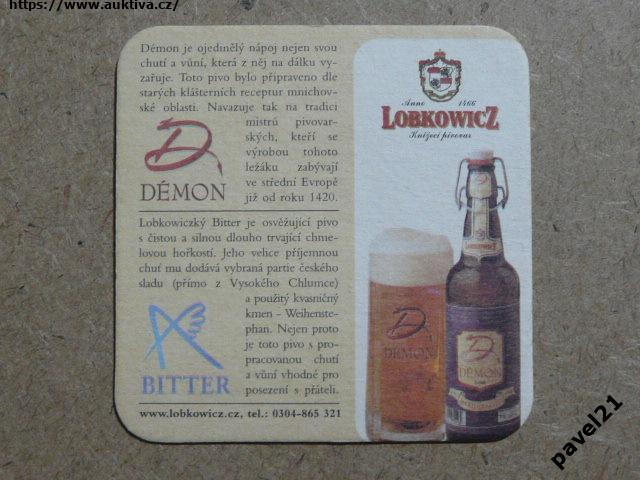 https://www.auktiva.cz/
Démon je ojedinělý nápoj nejen svou
chutí a vůní, která z něj na dálku vy-
zařuje. Toto pivo bylo připraveno dle
starých klášterních receptur mnichov-
ské oblasti. Navazuje tak na tradici
mistrů pivovar-
ských, kteří se
výrobou tohoto
ležáku zabývají
ve střední Evropě
již od roku 1420.
D
DÉMON
Lobkowiczký Bitter je osvěžující pivo
s čistou a silnou dlouho trvající chme-
lovou hořkostí. Jeho velice příjemnou
chuť mu dodává vybraná partie českého
sladu (přímo z Vysokého Chlumce)
a použitý kvasničný
kmen - Weihenste-
phan. Nejen proto
je toto pivo s pro-
pracovanou chutí
a vůní vhodné pro
posezení s přáteli.
BITTER
www.lobkowicz.cz, tel.: 0304-865 321
Anno 1466
LOBKOWICZ
Knížecí pivovar
LOBKOWICZ
D
DÉMON
D
DÉMON
pavel21